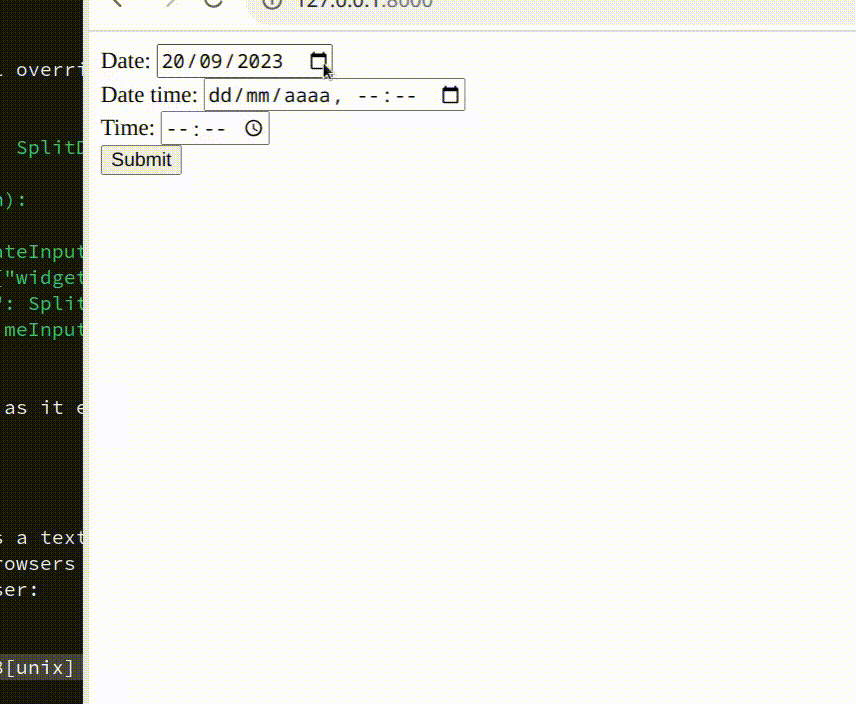 127.0.0.1:8000
Date: 20/09/2023
Date time: dd/mm/aaaa, --:--
Time: --:--
Submit
l overri
SplitD
n):
ateInput
["widget
": Split
meInput
as it e
s a text
rowsers
ser:
3[unix]